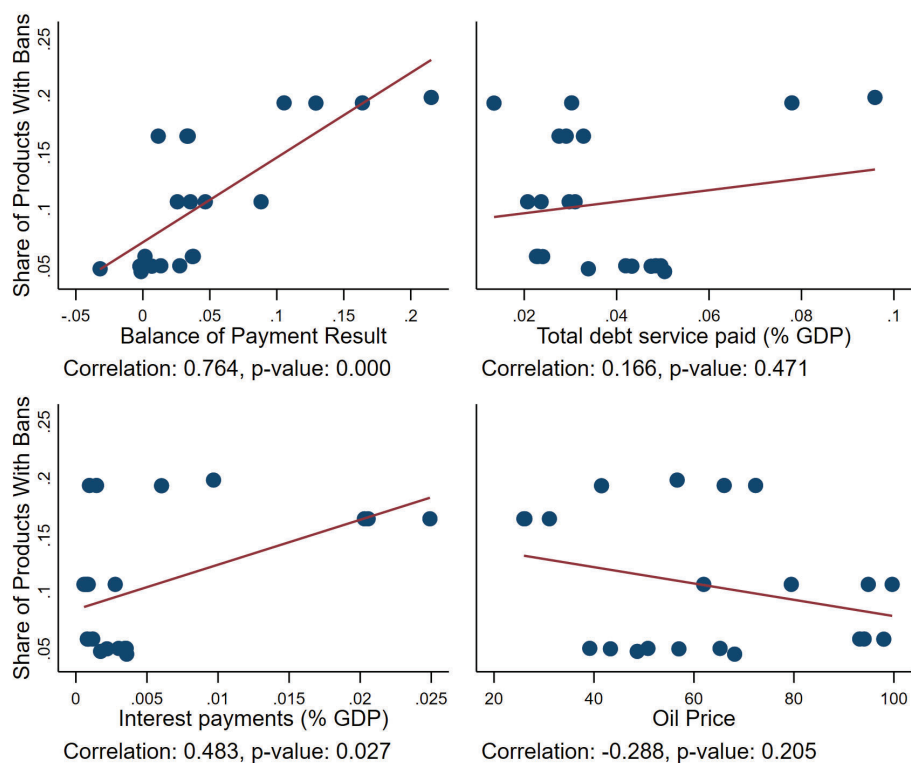 Share of Products With Bans
.05 .1 .15 .2 .25
-.05 0 .05 .1 .15 .2
Balance of Payment Result
Correlation: 0.764, p-value: 0.000
.02 .04 .06 .08 .1
Total debt service paid (% GDP)
Correlation: 0.166, p-value: 0.471
Share of Products With Bans
.05 .1 .15 .2 .25
0 .005 .01 .015 .02 .025
Interest payments (% GDP)
Correlation: 0.483, p-value: 0.027
20 40 60 80 100
Oil Price
Correlation: -0.288, p-value: 0.205